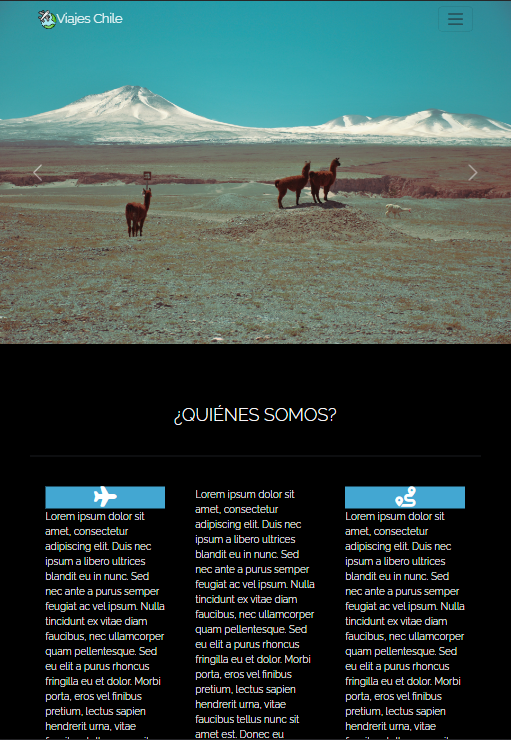 Viajes Chile
¿QUIÉNES SOMOS?
Lorem ipsum dolor sit
amet, consectetur
adipiscing elit. Duis nec
ipsum a libero ultrices
blandit eu in nunc. Sed
nec ante a purus semper
feugiat ac vel ipsum. Nulla
tincidunt ex vitae diam
faucibus, nec ullamcorper
quam pellentesque. Sed
eu elit a purus rhoncus
fringilla eu et dolor. Morbi
porta, eros vel finibus
pretium, lectus sapien
hendrerit urna, vitae
Lorem ipsum dolor sit
amet, consectetur
adipiscing elit. Duis nec
ipsum a libero ultrices
blandit eu in nunc. Sed
nec ante a purus semper
feugiat ac vel ipsum. Nulla
tincidunt ex vitae diam
faucibus, nec ullamcorper
quam pellentesque. Sed
eu elit a purus rhoncus
fringilla eu et dolor. Morbi
porta, eros vel finibus
pretium, lectus sapien
hendrerit urna, vitae
faucibus tellus nunc sit
amet est. Donec eu
Lorem ipsum dolor sit
amet, consectetur
adipiscing elit. Duis nec
ipsum a libero ultrices
blandit eu in nunc. Sed
nec ante a purus semper
feugiat ac vel ipsum. Nulla
tincidunt ex vitae diam
faucibus, nec ullamcorper
quam pellentesque. Sed
eu elit a purus rhoncus
fringilla eu et dolor. Morbi
porta, eros vel finibus
pretium, lectus sapien
hendrerit urna, vitae